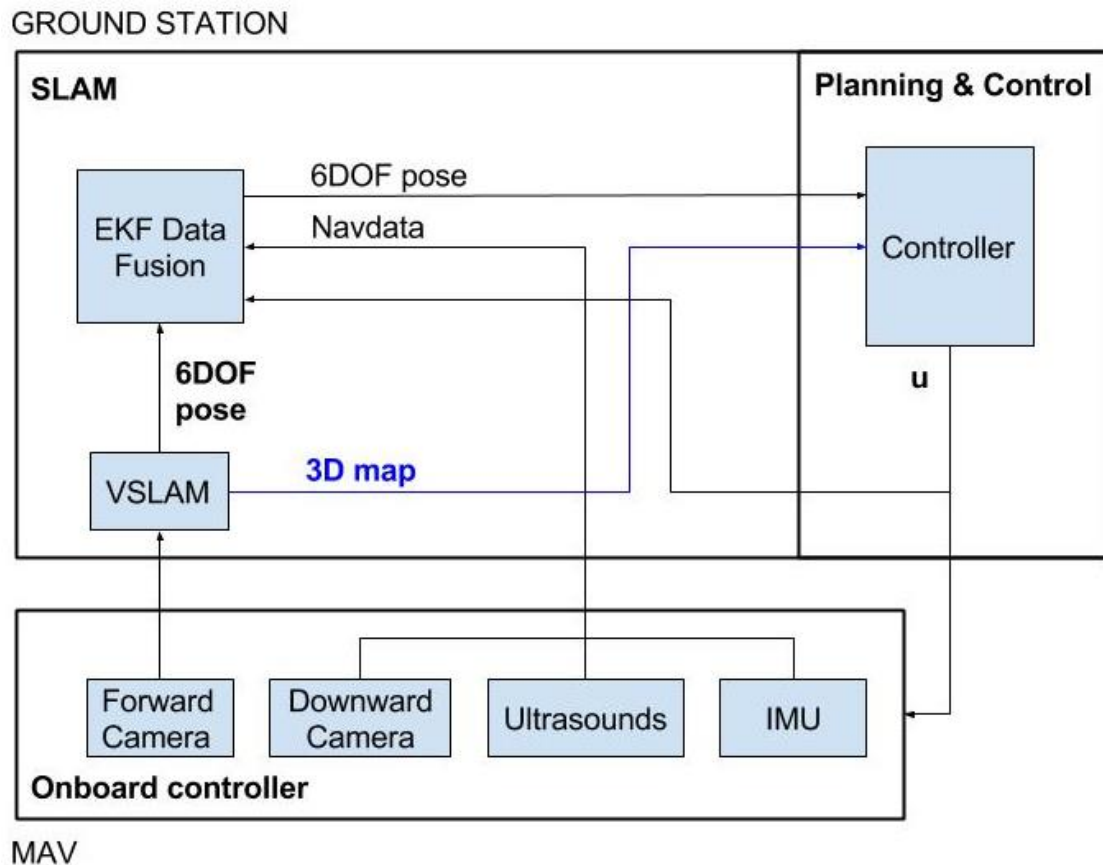 GROUND STATION
SLAM
Planning & Control
6DOF pose
EKF Data
Fusion
Navdata
Controller
6DOF
pose
u
VSLAM
3D map
Forward
Camera
Downward
Camera
Ultrasounds
IMU
Onboard controller
MAV